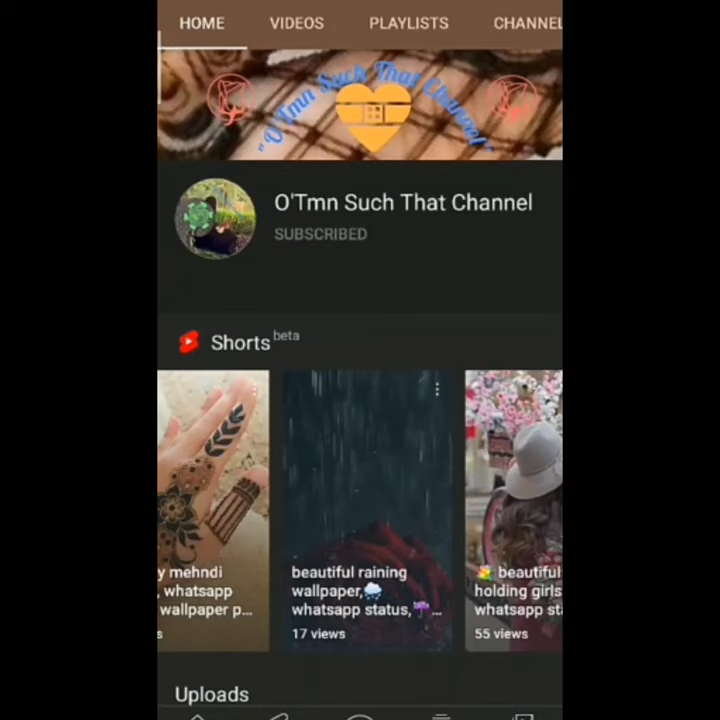 HOME VIDEOS PLAYLISTS CHANNEL
"O'Tmn Such That Channel"
O'Tmn Such That Channel
SUBSCRIBED
Shorts beta
y mehndi
, whatsapp
wallpaper p...
s
beautiful raining
wallpaper,🌧
whatsapp status,☔...
17 views
💐 beautiful
holding girls
whatsapp sta
55 views
Uploads